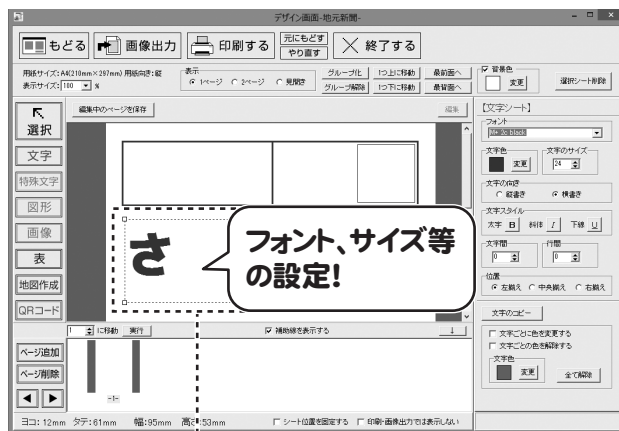 デザイン画面-地元新聞-
もどる 画像出力 印刷する 元にもどす やり直す 終了する
用紙サイズ:A4(210mm×297mm) 用紙向き:縦
表示サイズ: 100 %
表示
1ページ 2ページ 見開き
グループ化 1つ上に移動 最前面へ
グループ解除 1つ下に移動 最背面へ
背景色
変更
選択シート削除
選択
文字
特殊文字
図形
画像
表
地図作成
QRコード
編集中のページを保存 編集
さ
フォント、サイズ等
の設定!
【文字シート】
フォント
M+ 2c black
文字色 文字のサイズ
変更 24
文字の向き
縦書き 横書き
文字スタイル
太字 B 斜体 I 下線 U
文字間 行間
0 0
位置
左揃え 中央揃え 右揃え
文字のコピー
文字ごとに色を変更する
文字ごとの色を解除する
文字色
変更 全て解除
1 に移動 実行 補助線を表示する
ページ追加
ページ削除
-1-
ヨコ: 12mm タテ:61mm 幅:95mm 高さ:53mm シート位置を固定する 印刷・画像出力では表示しない